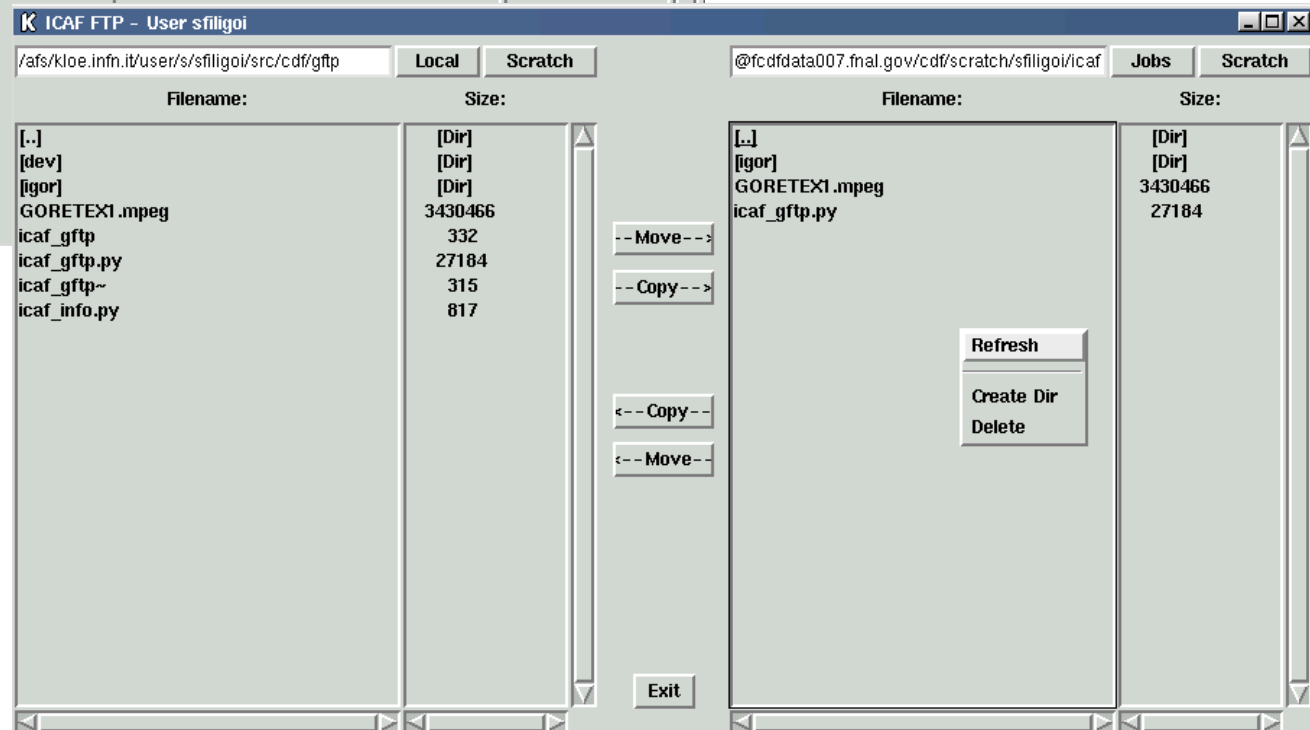 ICAF FTP - User sfiligoi
/afs/kloe.infn.it/user/s/sfiligoi/src/cdf/gftp Local Scratch
Filename: Size:
[..] [Dir]
[dev] [Dir]
[igor] [Dir]
GORETEX1.mpeg 3430466
icaf_gftp 332
icaf_gftp.py 27184
icaf_gftp~ 315
icaf_info.py 817
--Move-->
--Copy-->
<--Copy--
<--Move--
Exit
@fcdfdata007.fnal.gov/cdf/scratch/sfiligoi/icaf Jobs Scratch
Filename: Size:
[..] [Dir]
[igor] [Dir]
GORETEX1.mpeg 3430466
icaf_gftp.py 27184
Refresh
Create Dir
Delete